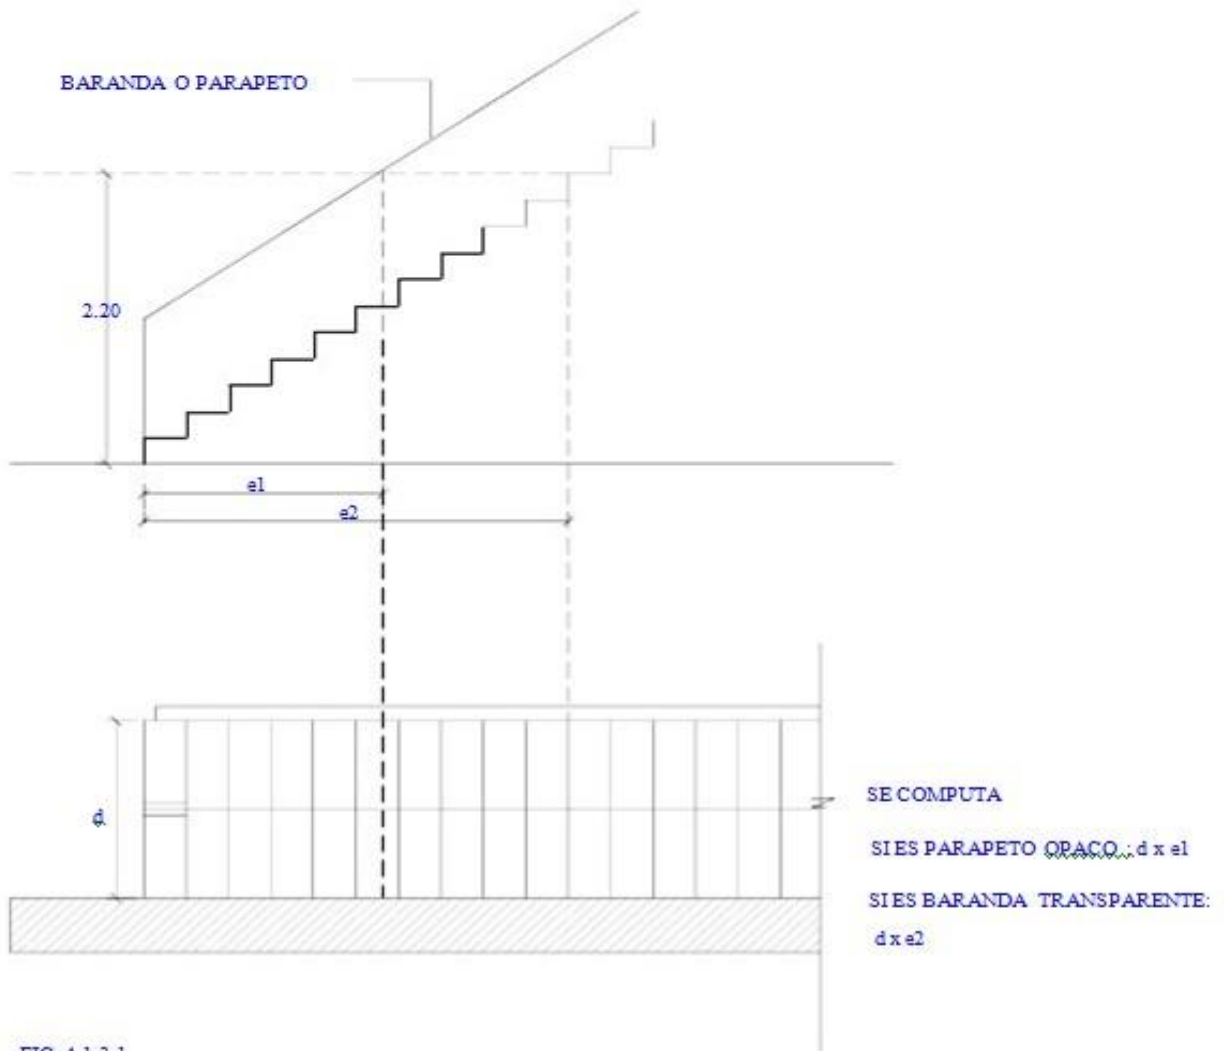 BARANDA O PARAPETO
2.20
e1
e2
d
SE COMPUTA
SI ES PARAPETO OPACO : d x e1
SI ES BARANDA TRANSPARENTE:
d x e2